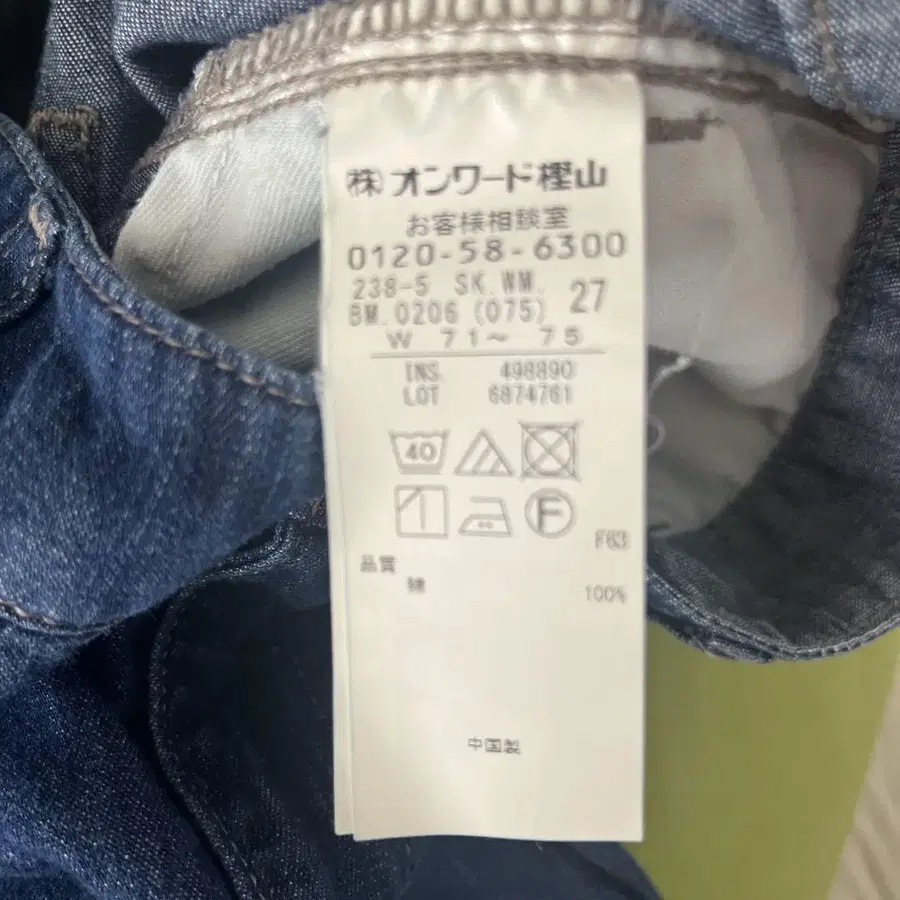 ㈱オンワード樫山
お客様相談室
0120-58-6300
238-5 SK.WM. 27
BM.0206 (075)
W 71～ 75
INS. 498890
LOT 6874761
40
F
F63
品質
綿 100%
中国製